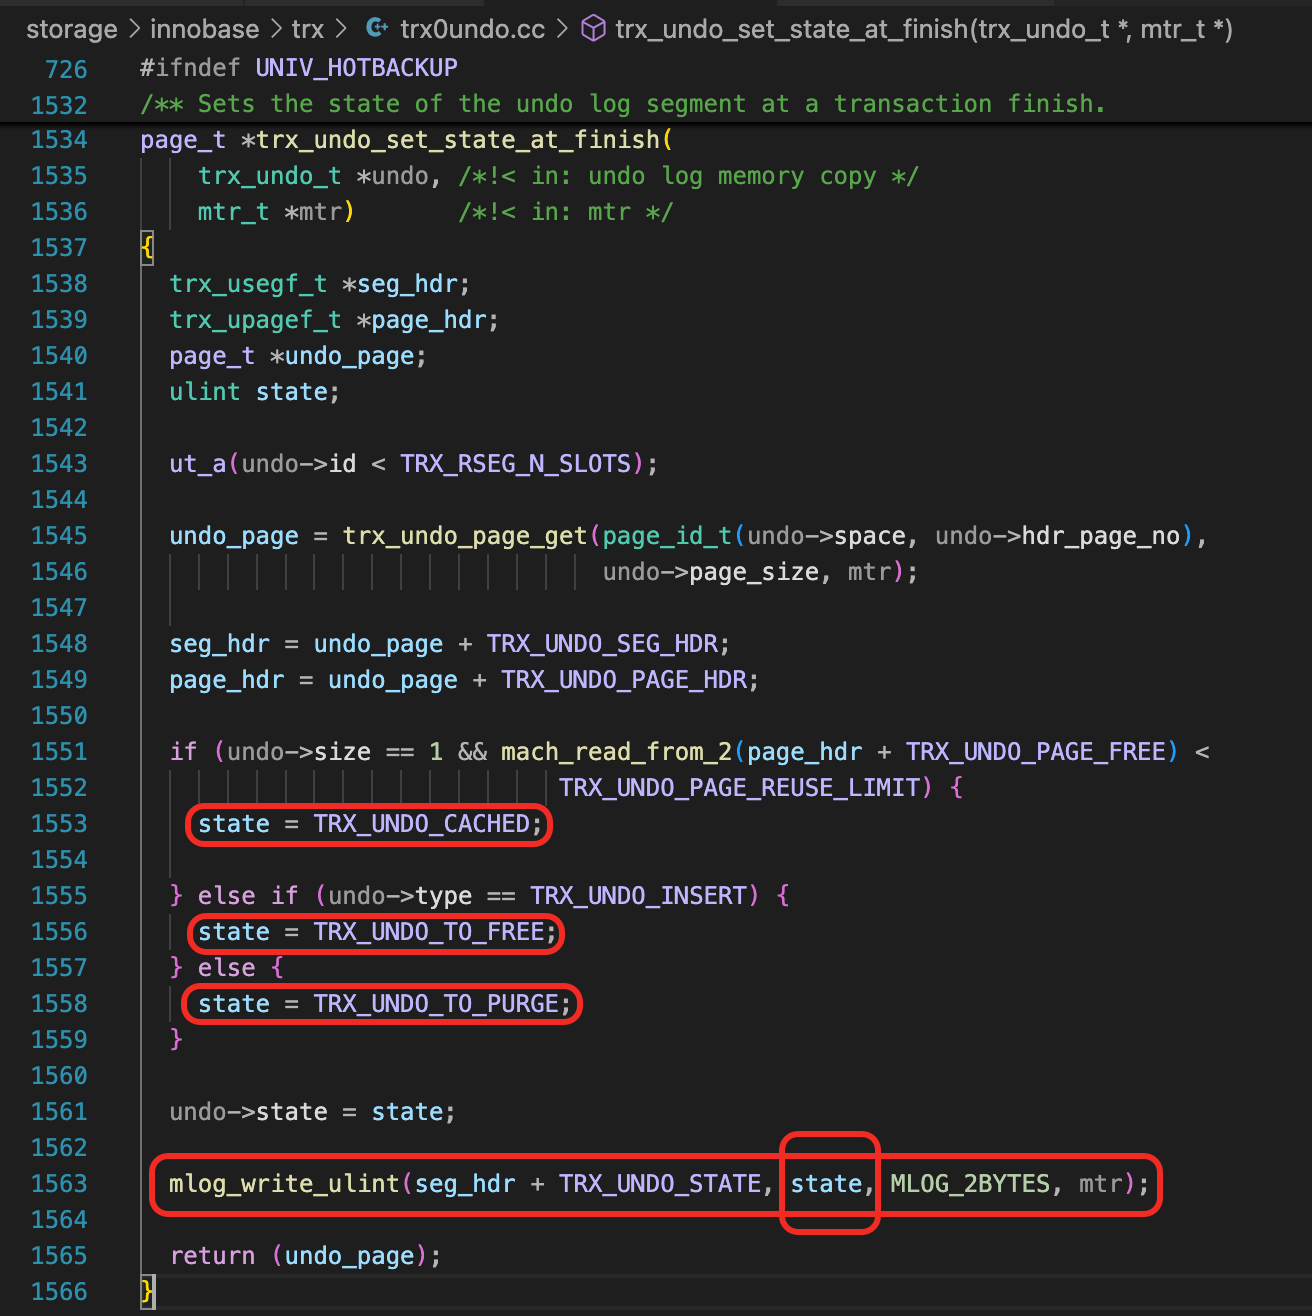 storage > innobase > trx > trx0undo.cc > trx_undo_set_state_at_finish(trx_undo_t *, mtr_t *)
726 #ifndef UNIV_HOTBACKUP
1532 /** Sets the state of the undo log segment at a transaction finish.
1534 page_t *trx_undo_set_state_at_finish(
1535     trx_undo_t *undo, /*!< in: undo log memory copy */
1536     mtr_t *mtr)       /*!< in: mtr */
1537 {
1538   trx_usegf_t *seg_hdr;
1539   trx_upagef_t *page_hdr;
1540   page_t *undo_page;
1541   ulint state;
1542
1543   ut_a(undo->id < TRX_RSEG_N_SLOTS);
1544
1545   undo_page = trx_undo_page_get(page_id_t(undo->space, undo->hdr_page_no),
1546                                 undo->page_size, mtr);
1547
1548   seg_hdr = undo_page + TRX_UNDO_SEG_HDR;
1549   page_hdr = undo_page + TRX_UNDO_PAGE_HDR;
1550
1551   if (undo->size == 1 && mach_read_from_2(page_hdr + TRX_UNDO_PAGE_FREE) <
1552                              TRX_UNDO_PAGE_REUSE_LIMIT) {
1553     state = TRX_UNDO_CACHED;
1554
1555   } else if (undo->type == TRX_UNDO_INSERT) {
1556     state = TRX_UNDO_TO_FREE;
1557   } else {
1558     state = TRX_UNDO_TO_PURGE;
1559   }
1560
1561   undo->state = state;
1562
1563   mlog_write_ulint(seg_hdr + TRX_UNDO_STATE, state, MLOG_2BYTES, mtr);
1564
1565   return (undo_page);
1566 }